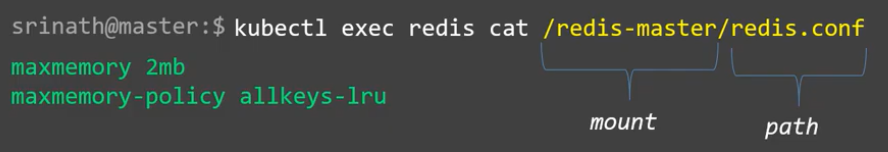 srinath@master:$ kubectl exec redis cat /redis-master/redis.conf
maxmemory 2mb
maxmemory-policy allkeys-lru
mount
path